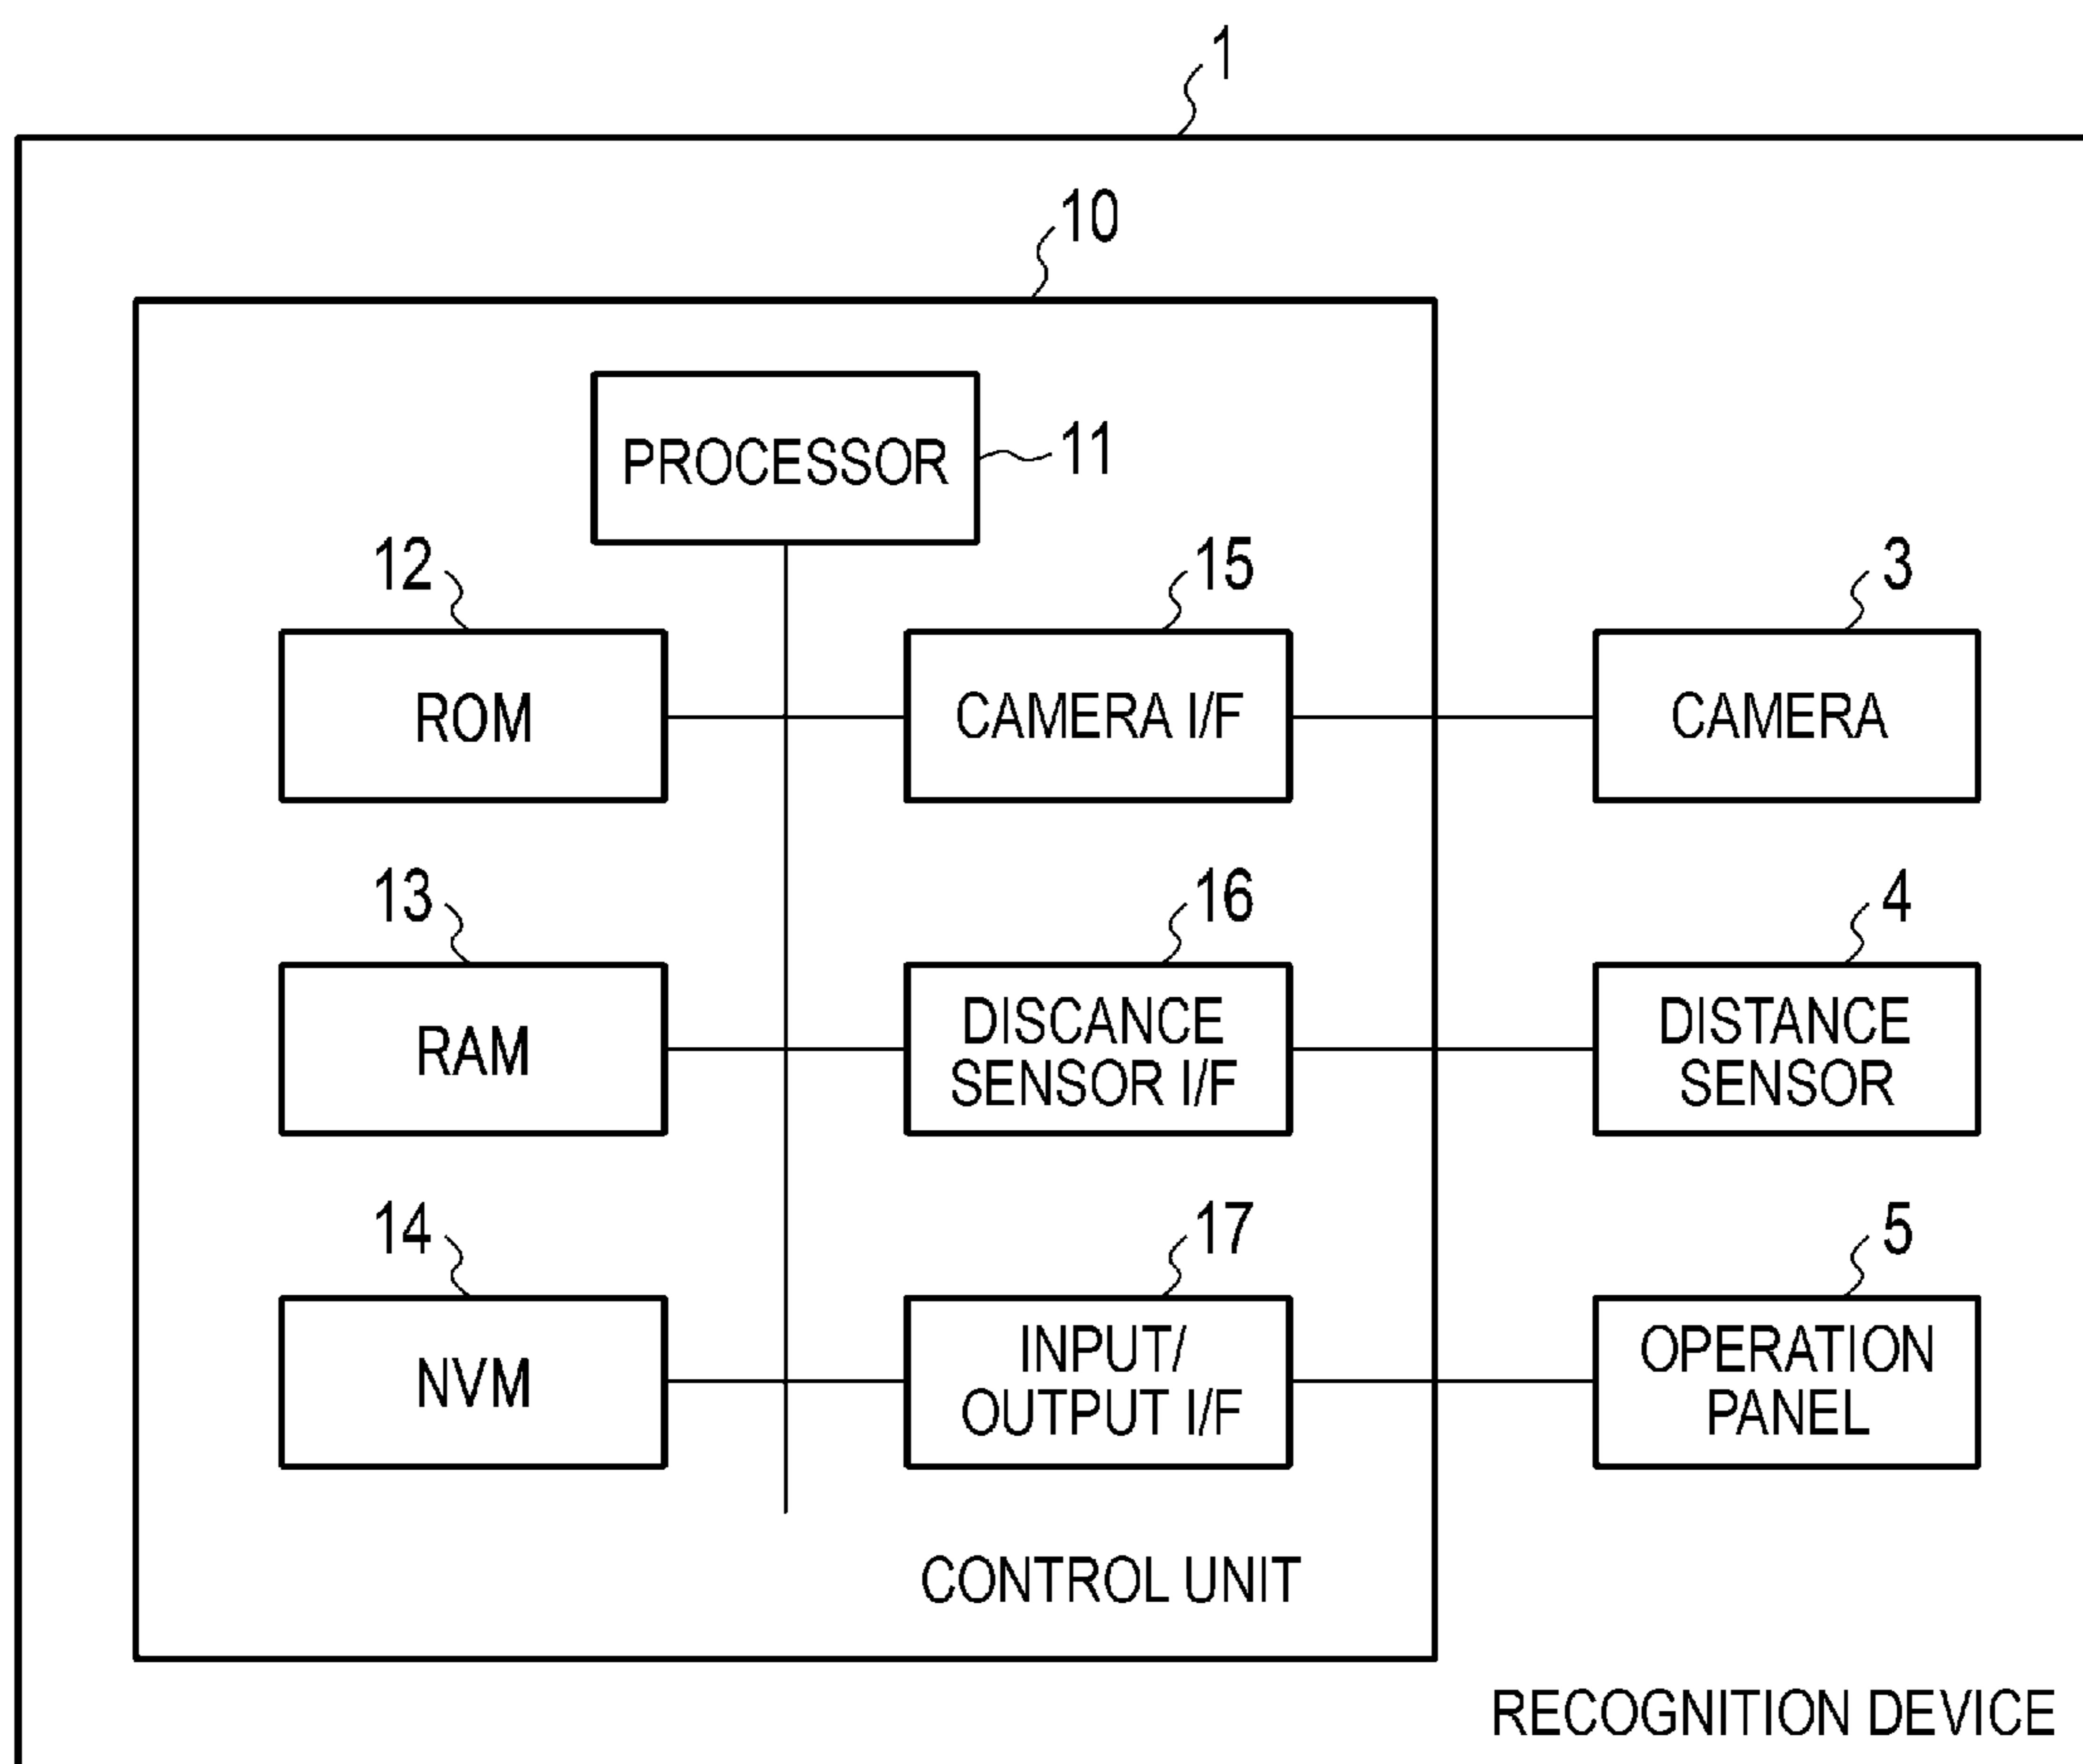 1
10
PROCESSOR
11
12
15
3
ROM
CAMERA I/F
CAMERA
13
16
4
RAM
DISCANCE
SENSOR I/F
DISTANCE
SENSOR
14
17
5
NVM
INPUT/
OUTPUT I/F
OPERATION
PANEL
CONTROL UNIT
RECOGNITION DEVICE